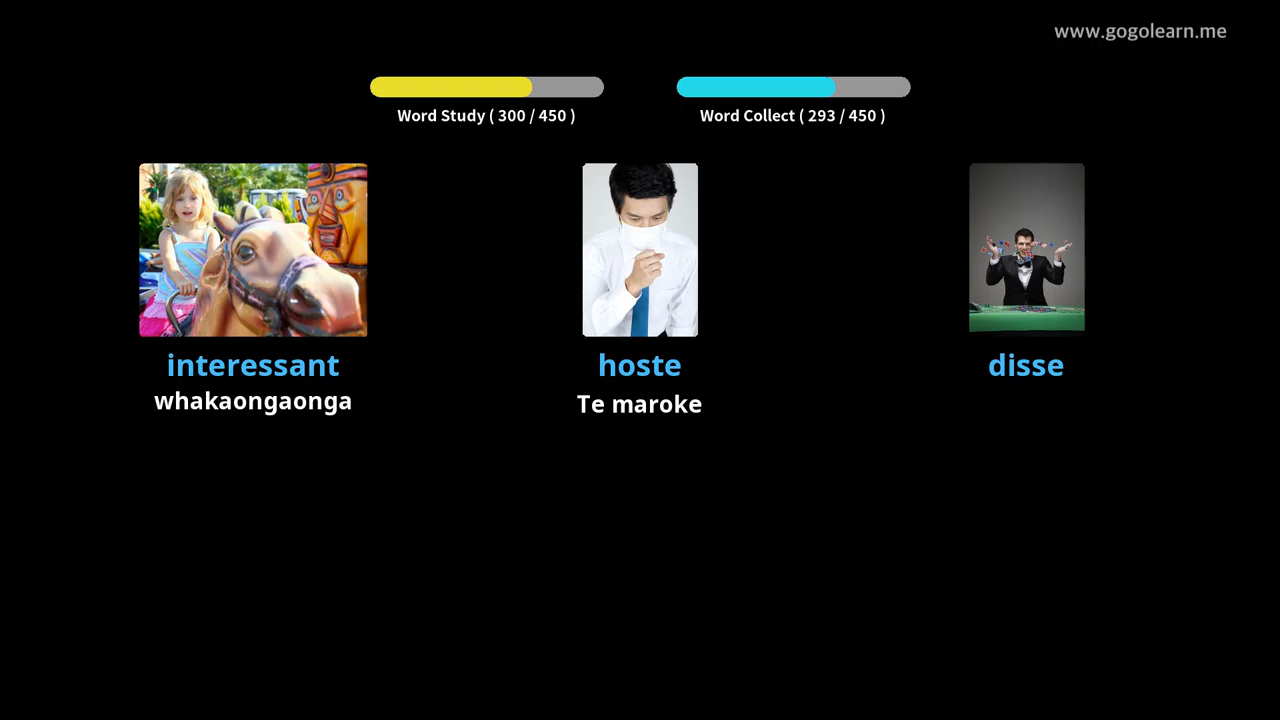 www.gogolearn.me
Word Study ( 300 / 450 )
Word Collect ( 293 / 450 )
interessant
whakaongaonga
hoste
Te maroke
disse